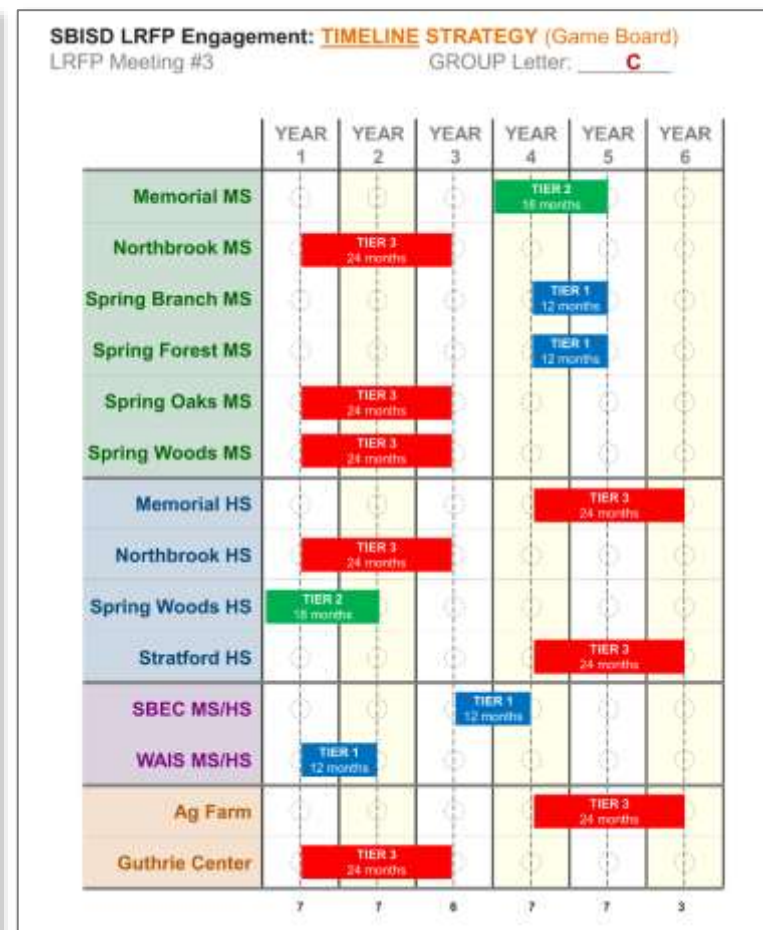 SBISD LRFP Engagement: TIMELINE STRATEGY (Game Board)
LRFP Meeting #3 GROUP Letter: C
YEAR 1 YEAR 2 YEAR 3 YEAR 4 YEAR 5 YEAR 6
Memorial MS TIER 2
18 months
Northbrook MS TIER 3
24 months
Spring Branch MS TIER 1
12 months
Spring Forest MS TIER 1
12 months
Spring Oaks MS TIER 3
24 months
Spring Woods MS TIER 3
24 months
Memorial HS TIER 3
24 months
Northbrook HS TIER 3
24 months
Spring Woods HS TIER 2
18 months
Stratford HS TIER 3
24 months
SBEC MS/HS TIER 1
12 months
WAIS MS/HS TIER 1
12 months
Ag Farm TIER 3
24 months
Guthrie Center TIER 3
24 months
7 7 6 7 7 3